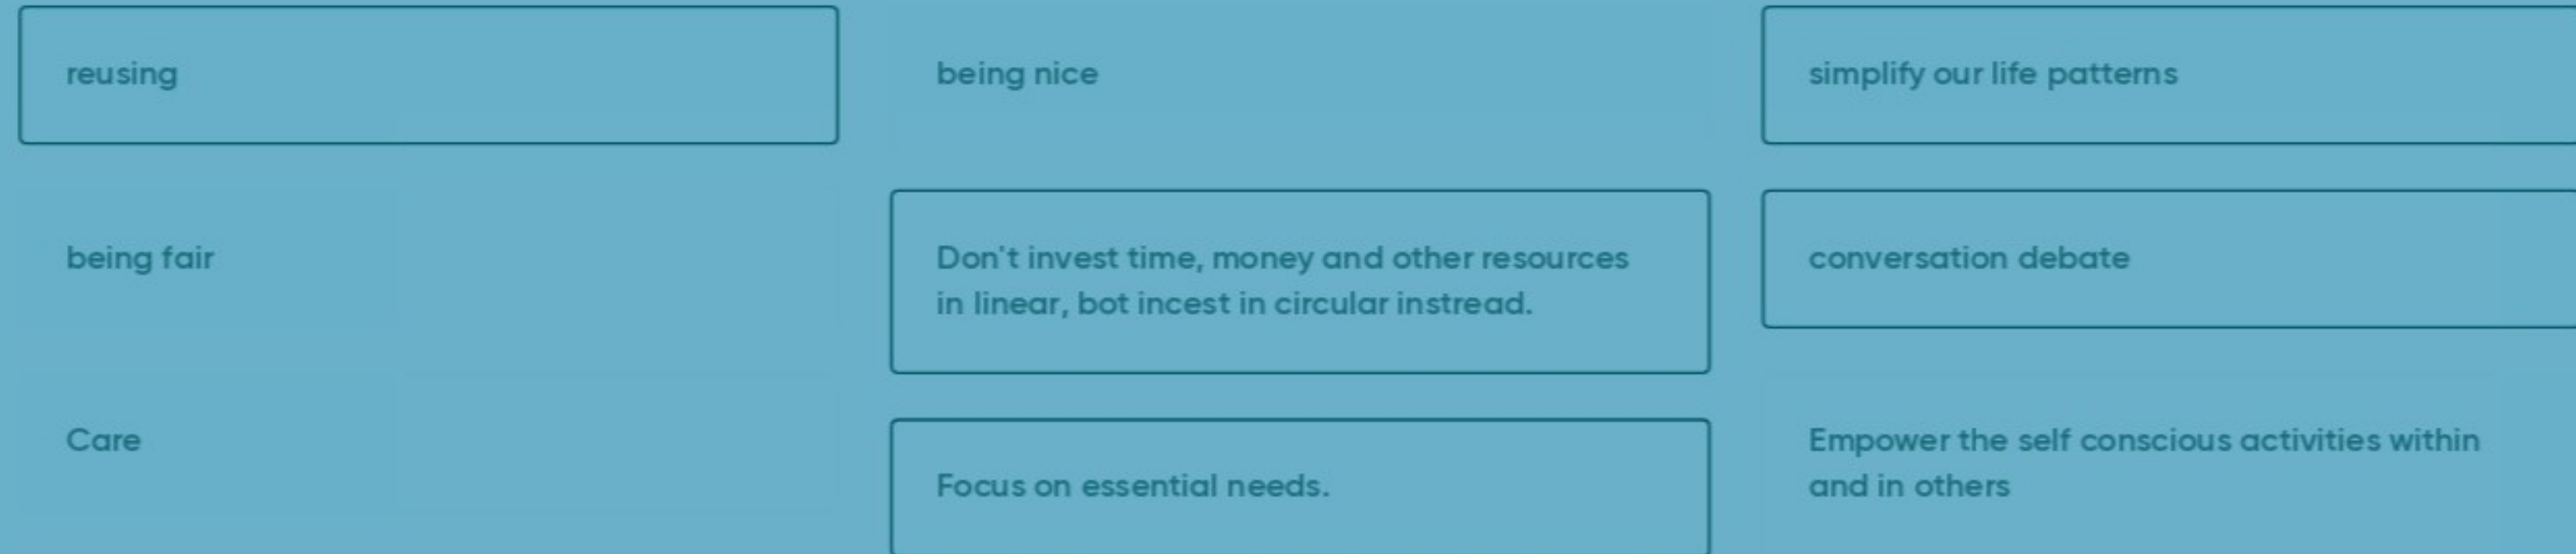 reusing
being nice
simplify our life patterns
being fair
Don't invest time, money and other resources
in linear, bot incest in circular instread.
conversation debate
Care
Focus on essential needs.
Empower the self conscious activities within
and in others